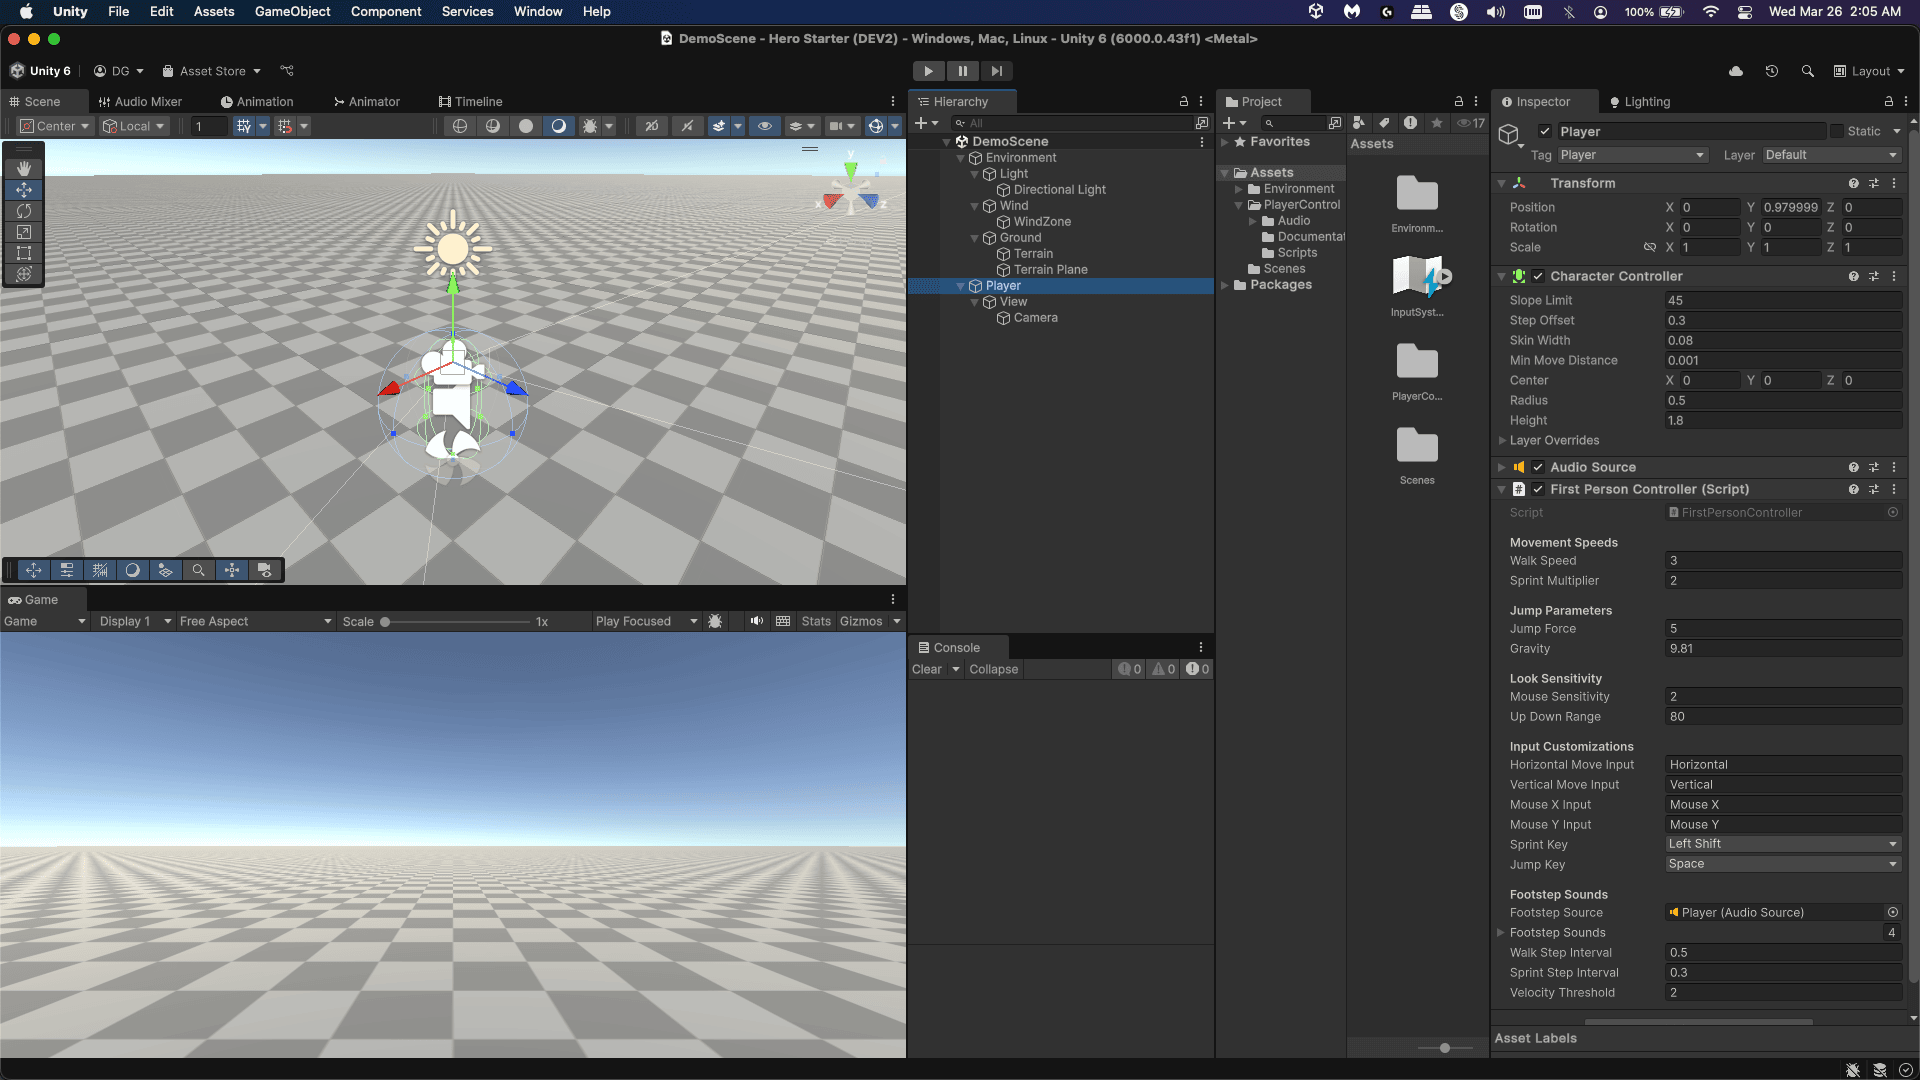 Unity File Edit Assets GameObject Component Services Window Help 100% Wed Mar 26 2:05 AM
DemoScene - Hero Starter (DEV2) - Windows, Mac, Linux - Unity 6 (6000.0.43f1) <Metal>
Unity 6 DG Asset Store Layout
Scene Audio Mixer Animation Animator Timeline
Center Local 1 2D
y
x z
Game
Game Display 1 Free Aspect Scale 1x Play Focused Stats Gizmos
Hierarchy
All
DemoScene
Environment
Light
Directional Light
Wind
WindZone
Ground
Terrain
Terrain Plane
Player
View
Camera
Console
Clear Collapse 0 0 0
Project
17
Favorites
Assets
Environment
PlayerControl
Audio
Documentat
Scripts
Scenes
Packages
Assets
Environm...
InputSyst...
PlayerCo...
Scenes
Inspector Lighting
Player Static
Tag Player Layer Default
Transform
Position X 0 Y 0.979999 Z 0
Rotation X 0 Y 0 Z 0
Scale X 1 Y 1 Z 1
Character Controller
Slope Limit 45
Step Offset 0.3
Skin Width 0.08
Min Move Distance 0.001
Center X 0 Y 0 Z 0
Radius 0.5
Height 1.8
Layer Overrides
Audio Source
# First Person Controller (Script)
Script FirstPersonController
Movement Speeds
Walk Speed 3
Sprint Multiplier 2
Jump Parameters
Jump Force 5
Gravity 9.81
Look Sensitivity
Mouse Sensitivity 2
Up Down Range 80
Input Customizations
Horizontal Move Input Horizontal
Vertical Move Input Vertical
Mouse X Input Mouse X
Mouse Y Input Mouse Y
Sprint Key Left Shift
Jump Key Space
Footstep Sounds
Footstep Source Player (Audio Source)
Footstep Sounds 4
Walk Step Interval 0.5
Sprint Step Interval 0.3
Velocity Threshold 2
Asset Labels